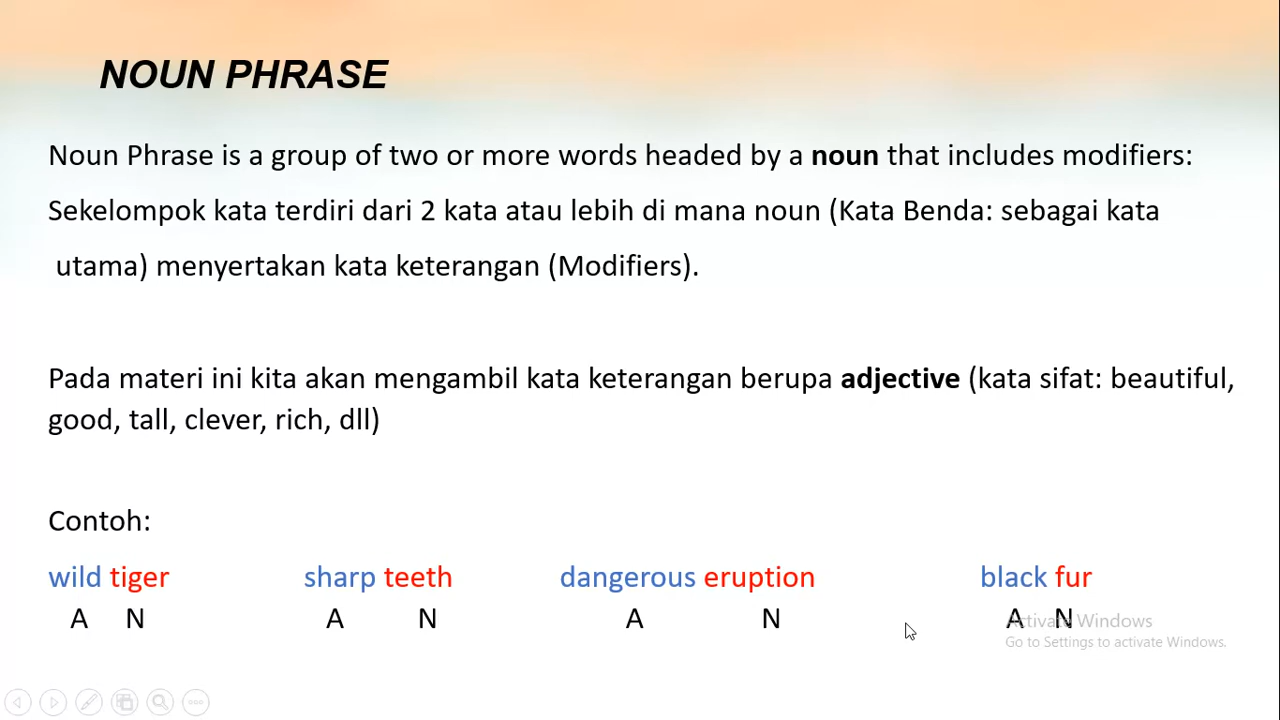 NOUN PHRASE
Noun Phrase is a group of two or more words headed by a noun that includes modifiers:
Sekelompok kata terdiri dari 2 kata atau lebih di mana noun (Kata Benda: sebagai kata
utama) menyertakan kata keterangan (Modifiers).
Pada materi ini kita akan mengambil kata keterangan berupa adjective (kata sifat: beautiful,
good, tall, clever, rich, dll)
Contoh:
wild tiger sharp teeth dangerous eruption black fur
A N A N A N A N
Activate Windows
Go to Settings to activate Windows.